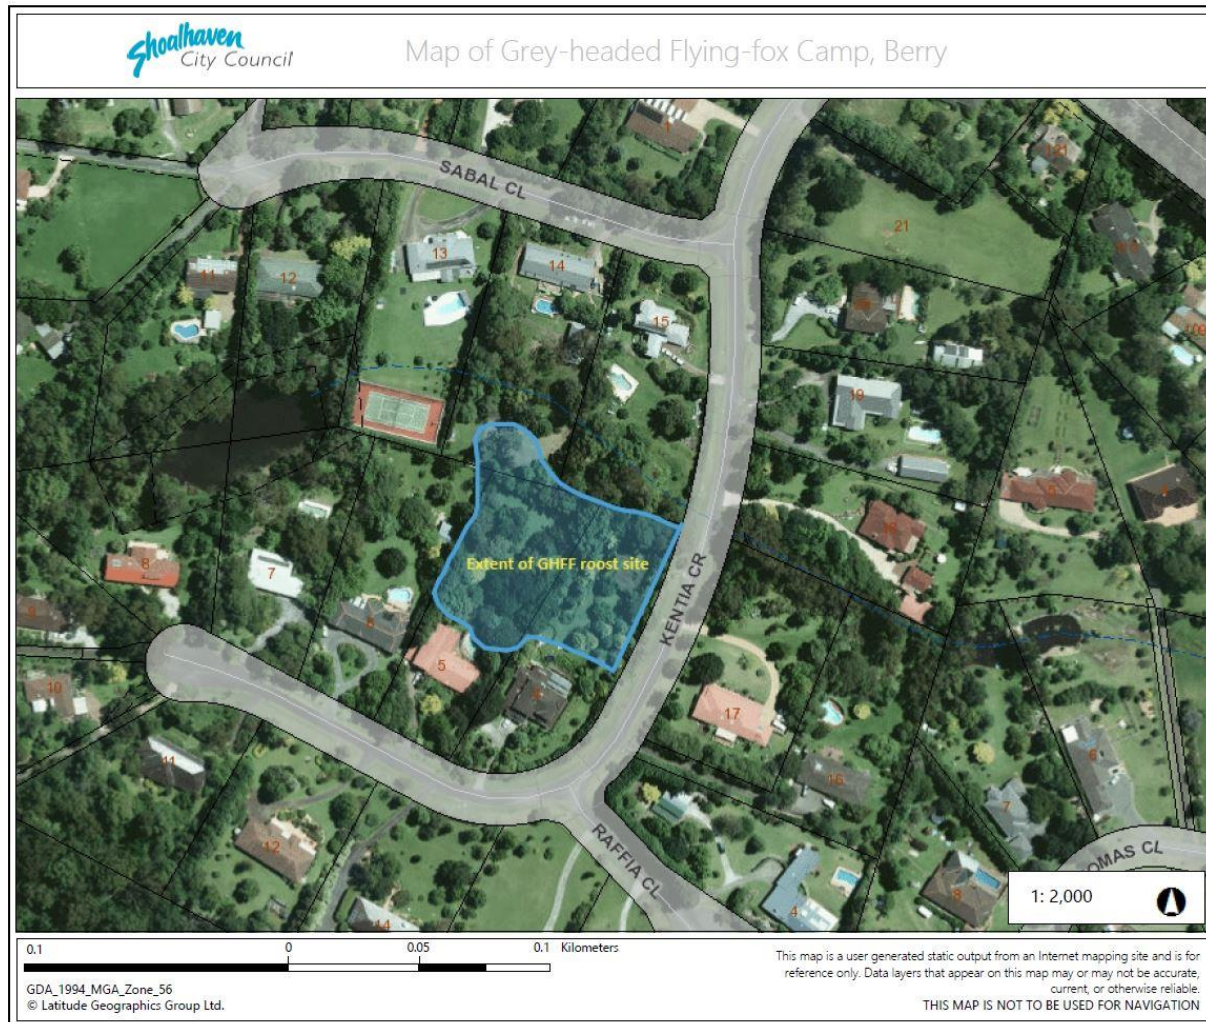 Shoalhaven
City Council
Map of Grey-headed Flying-fox Camp, Berry
SABAL CL
21
13
14
11
12
15
19
Extent of GHFF roost site
KENTIA CR
8
7
5
10
17
11
16
6
7
12
RAFFIA CL
OMAS CL
4
14
1: 2,000
0.1
0
0.05
0.1 Kilometers
GDA_1994_MGA_Zone_56
© Latitude Geographics Group Ltd.
This map is a user generated static output from an Internet mapping site and is for
reference only. Data layers that appear on this map may or may not be accurate,
current, or otherwise reliable.
THIS MAP IS NOT TO BE USED FOR NAVIGATION